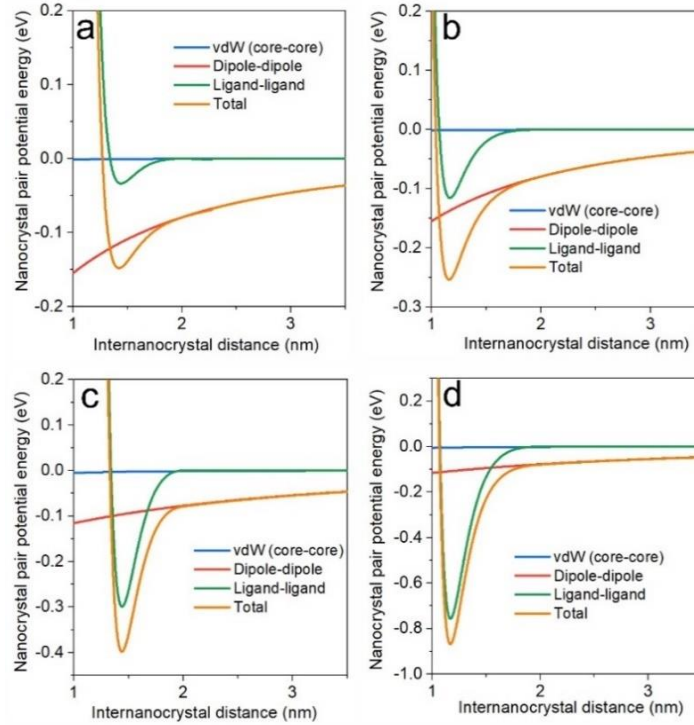 a
0.2
0.1
0.0
-0.1
-0.2
vdW (core-core)
Dipole-dipole
Ligand-ligand
Total
Nanocrystal pair potential energy (eV)
1 2 3
Internanocrystal distance (nm)
b
0.2
0.1
0.0
-0.1
-0.2
-0.3
vdW (core-core)
Dipole-dipole
Ligand-ligand
Total
Nanocrystal pair potential energy (eV)
1 2 3
Internanocrystal distance (nm)
c
0.2
0.1
0.0
-0.1
-0.2
-0.3
-0.4
vdW (core-core)
Dipole-dipole
Ligand-ligand
Total
Nanocrystal pair potential energy (eV)
1 2 3
Internanocrystal distance (nm)
d
0.2
0.0
-0.2
-0.4
-0.6
-0.8
-1.0
vdW (core-core)
Dipole-dipole
Ligand-ligand
Total
Nanocrystal pair potential energy (eV)
1 2 3
Internanocrystal distance (nm)